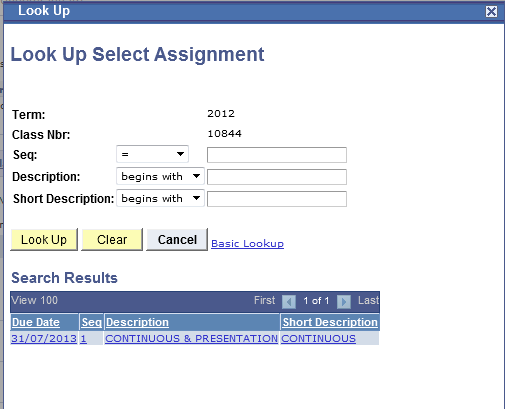 Look Up
Look Up Select Assignment
Term: 2012
Class Nbr: 10844
Seq: =
Description: begins with
Short Description: begins with
Look Up Clear Cancel Basic Lookup
Search Results
View 100 First 1 of 1 Last
Due Date Seq Description Short Description
31/07/2013 1 CONTINUOUS & PRESENTATION CONTINUOUS